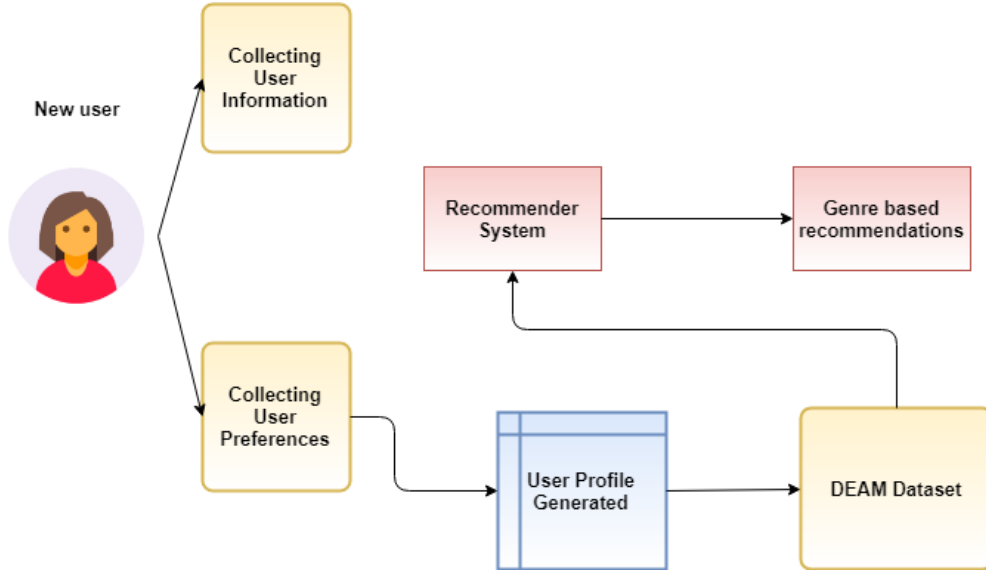 Collecting
User
Information
New user
Recommender
System
Genre based
recommendations
Collecting
User
Preferences
User Profile
Generated
DEAM Dataset